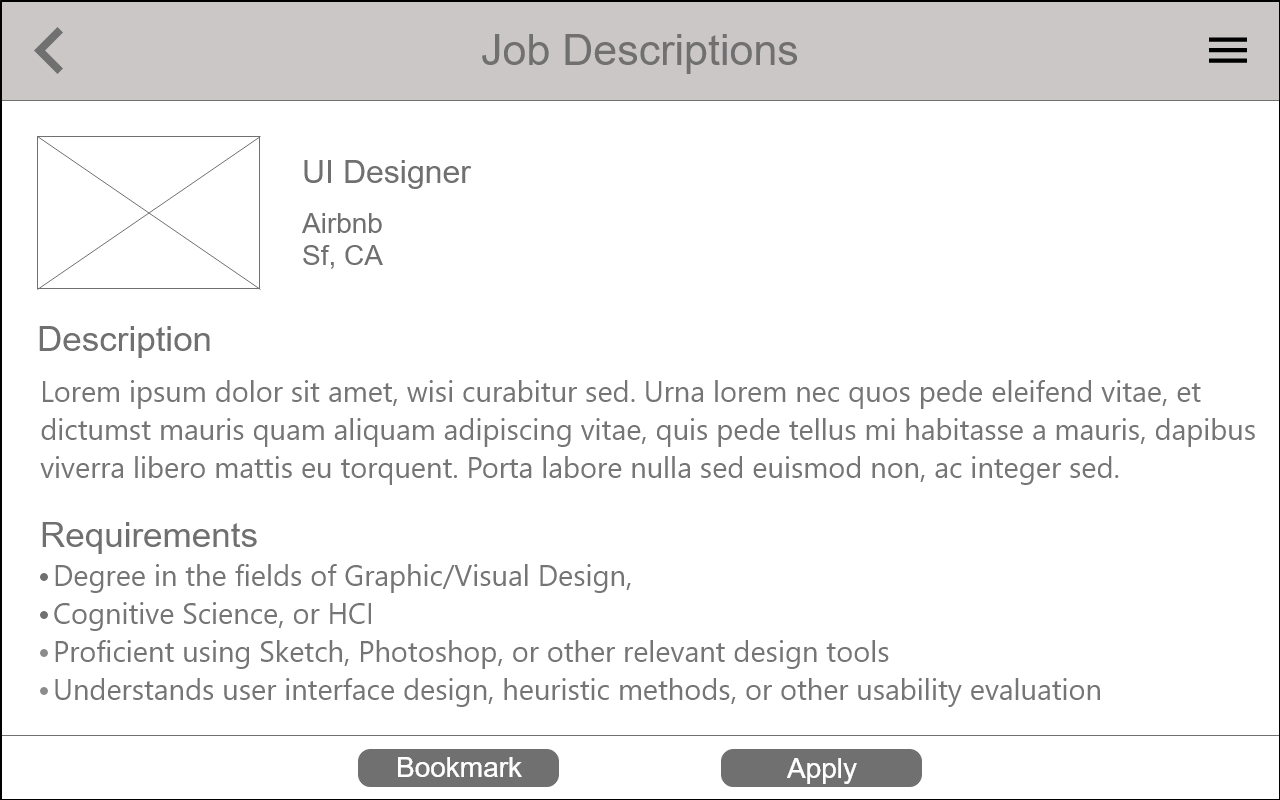 Job Descriptions
UI Designer
Airbnb
Sf, CA
Description
Lorem ipsum dolor sit amet, wisi curabitur sed. Urna lorem nec quos pede eleifend vitae, et
dictumst mauris quam aliquam adipiscing vitae, quis pede tellus mi habitasse a mauris, dapibus
viverra libero mattis eu torquent. Porta labore nulla sed euismod non, ac integer sed.
Requirements
•Degree in the fields of Graphic/Visual Design,
•Cognitive Science, or HCI
•Proficient using Sketch, Photoshop, or other relevant design tools
•Understands user interface design, heuristic methods, or other usability evaluation
Bookmark
Apply